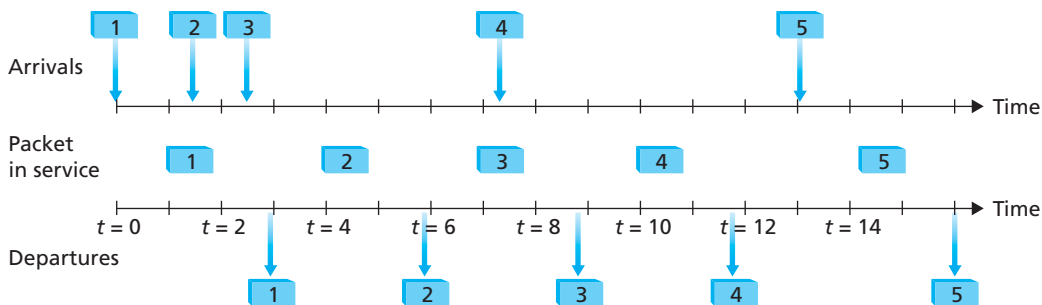 1 2 3 4 5
Arrivals
Time
Packet
in service
1 2 3 4 5
Time
t = 0 t = 2 t = 4 t = 6 t = 8 t = 10 t = 12 t = 14
Departures
1 2 3 4 5